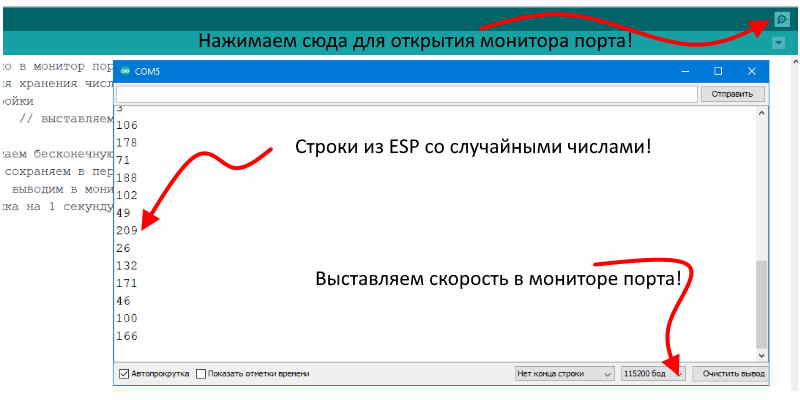 Нажимаем сюда для открытия монитора порта!
о в монитор пор
я хранения числ
ройки
// выставляем
аем бесконечную
сохраняем в пер
выводим в мони
ка на 1 секунду
COM5
Отправить
3
106
178
71
188
102
49
209
26
132
171
46
100
166
Строки из ESP со случайными числами!
Выставляем скорость в мониторе порта!
Автопрокрутка
Показать отметки времени
Нет конца строки
115200 бод
Очистить вывод